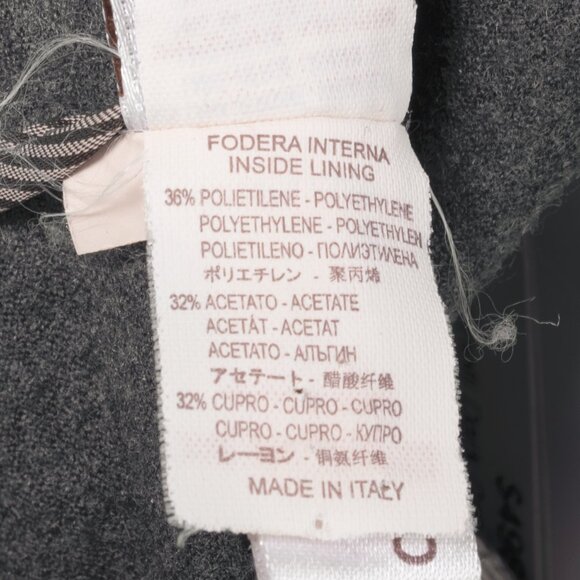 FODERA INTERNA
INSIDE LINING
36% POLIETILENE - POLYETHYLENE
POLYETHYLENE - POLYETHYLEN
POLIETILENO - ПОЛИЭТИЛЕНА
ポリエチレン - 聚丙烯
32% ACETATO - ACETATE
ACETÁT - ACETAT
ACETATO - АЛЬГИН
アセテート - 醋酸纤维
32% CUPRO - CUPRO - CUPRO
CUPRO - CUPRO - КУПРО
レーヨン - 铜氨纤维
MADE IN ITALY